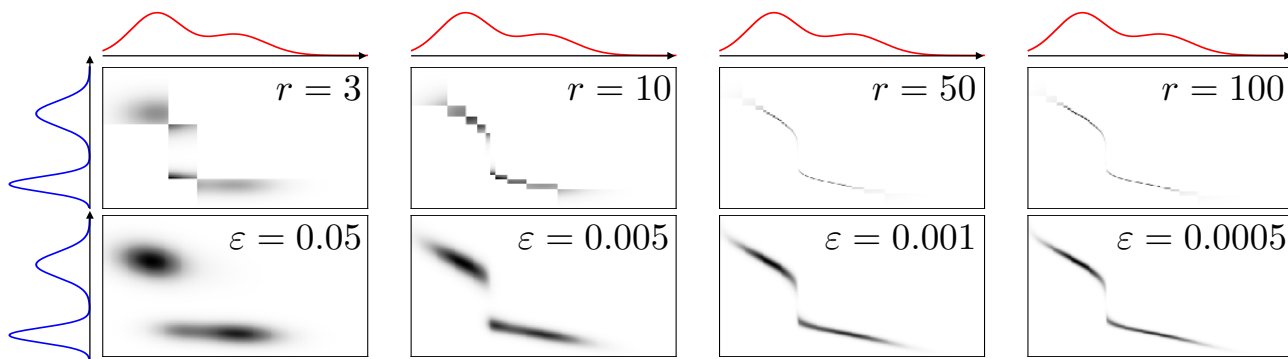 r = 3
r = 10
r = 50
r = 100
ε = 0.05
ε = 0.005
ε = 0.001
ε = 0.0005